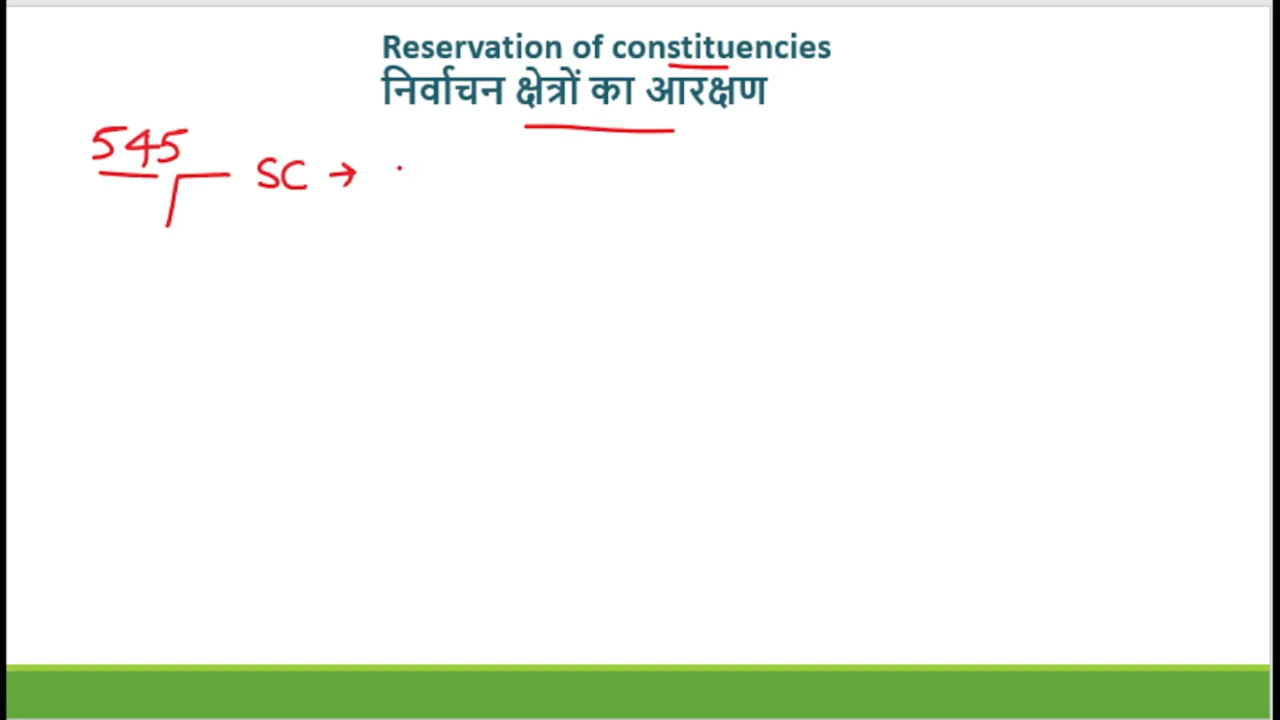 Reservation of constituencies
निर्वाचन क्षेत्रों का आरक्षण
545
SC →